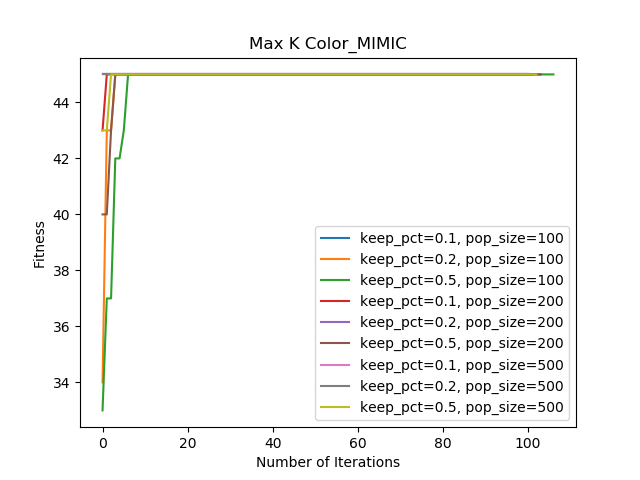 Max K Color_MIMIC
Fitness
44
42
40
38
36
34
keep_pct=0.1, pop_size=100
keep_pct=0.2, pop_size=100
keep_pct=0.5, pop_size=100
keep_pct=0.1, pop_size=200
keep_pct=0.2, pop_size=200
keep_pct=0.5, pop_size=200
keep_pct=0.1, pop_size=500
keep_pct=0.2, pop_size=500
keep_pct=0.5, pop_size=500
0 20 40 60 80 100
Number of Iterations